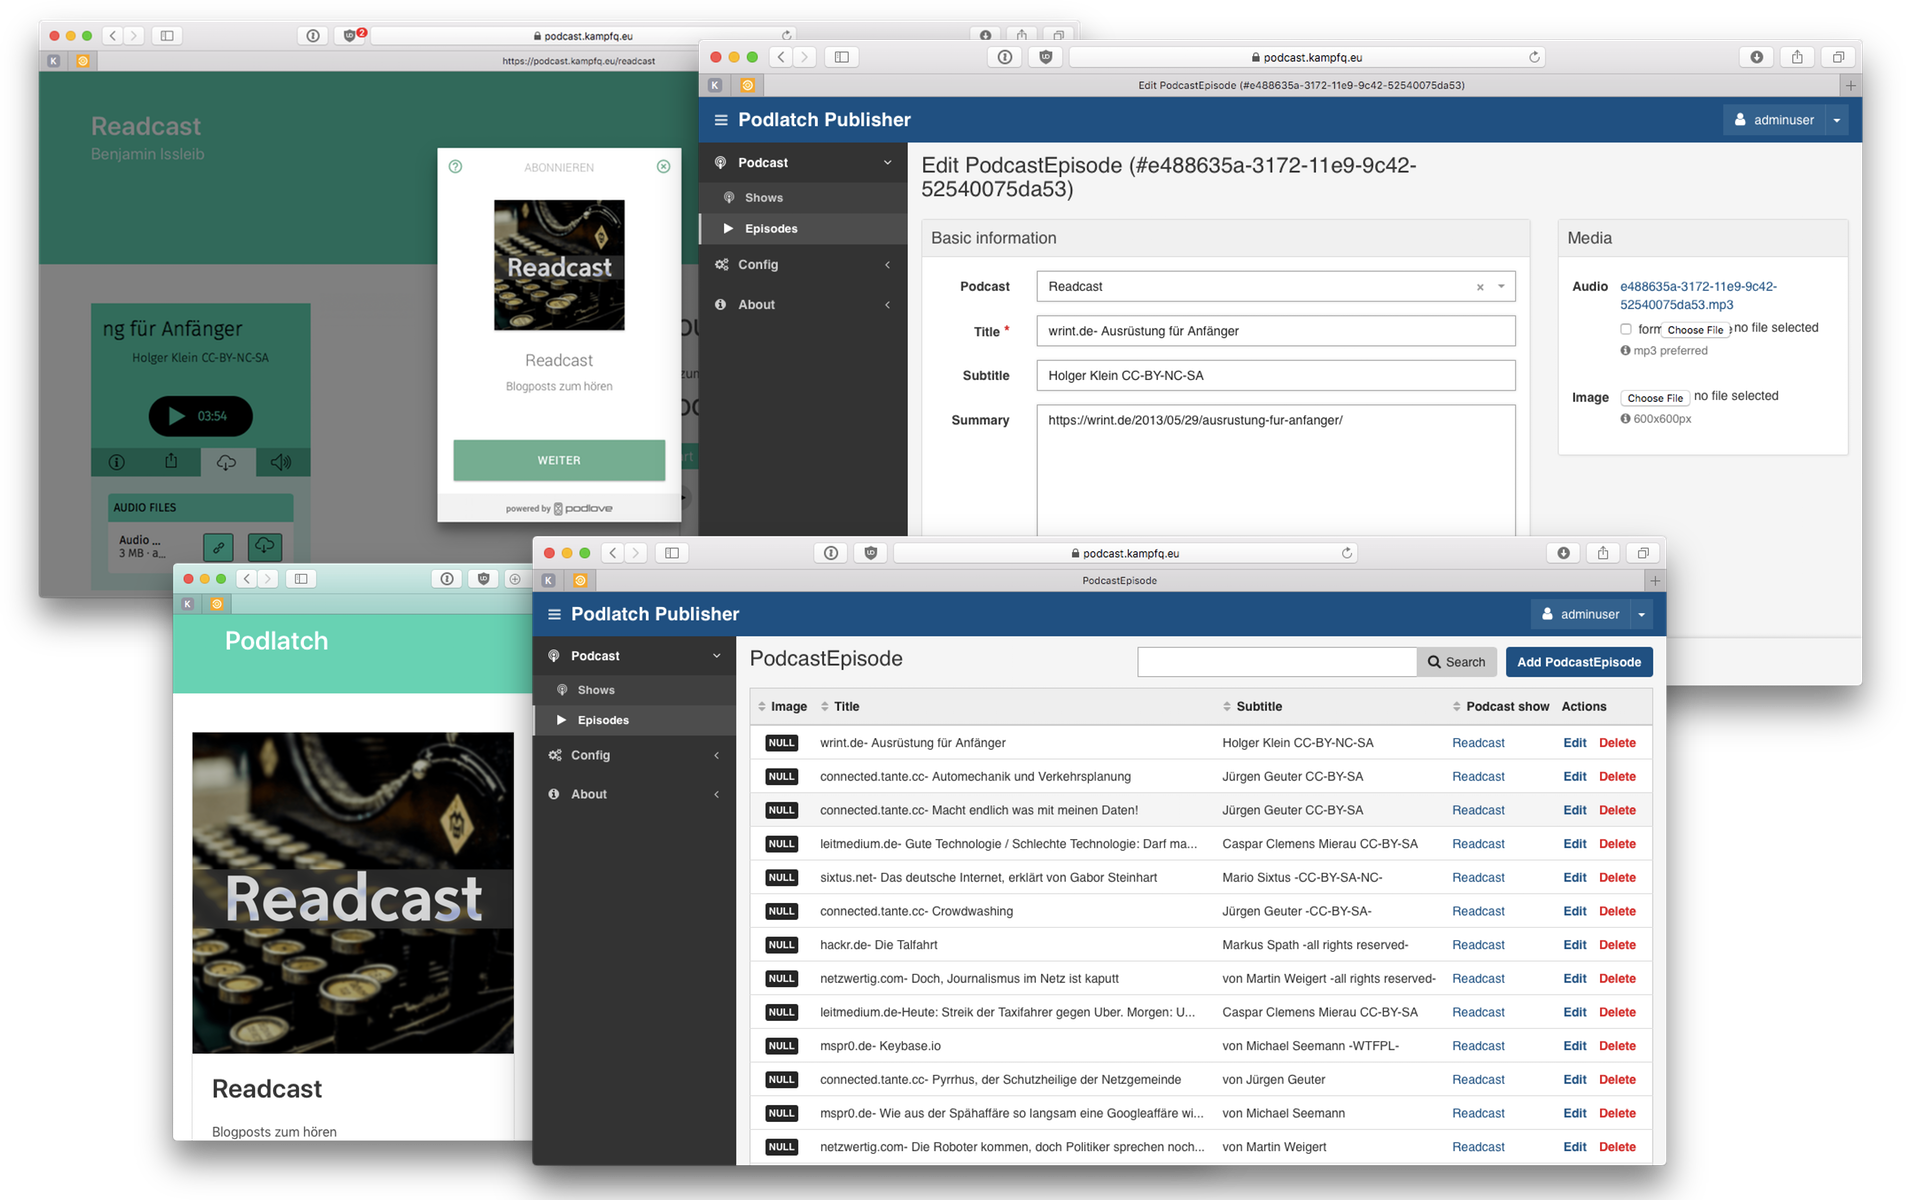 podcast.kampfq.eu
2
K
https://podcast.kampfq.eu/readcast
Readcast
Benjamin Issleib
ng für Anfänger
Holger Klein CC-BY-NC-SA
03:54
AUDIO FILES
Audio ...
3 MB · a...
ABONNIEREN
Readcast
Readcast
Blogposts zum hören
WEITER
powered by podlove
podcast.kampfq.eu
K
Edit PodcastEpisode (#e488635a-3172-11e9-9c42-52540075da53)
Podlatch Publisher
adminuser
Podcast
Shows
Episodes
Config
About
Edit PodcastEpisode (#e488635a-3172-11e9-9c42-
52540075da53)
Basic information
Podcast
Readcast
Title *
wrint.de- Ausrüstung für Anfänger
Subtitle
Holger Klein CC-BY-NC-SA
Summary
https://wrint.de/2013/05/29/ausrustung-fur-anfanger/
Media
Audio
e488635a-3172-11e9-9c42-
52540075da53.mp3
Choose File no file selected
mp3 preferred
Image
Choose File no file selected
600x600px
K
Podlatch
Readcast
Readcast
Blogposts zum hören
podcast.kampfq.eu
K
PodcastEpisode
Podlatch Publisher
adminuser
Podcast
Shows
Episodes
Config
About
PodcastEpisode
Search
Add PodcastEpisode
Image Title Subtitle Podcast show Actions
NULL wrint.de- Ausrüstung für Anfänger Holger Klein CC-BY-NC-SA Readcast Edit Delete
NULL connected.tante.cc- Automechanik und Verkehrsplanung Jürgen Geuter CC-BY-SA Readcast Edit Delete
NULL connected.tante.cc- Macht endlich was mit meinen Daten! Jürgen Geuter CC-BY-SA Readcast Edit Delete
NULL leitmedium.de- Gute Technologie / Schlechte Technologie: Darf ma... Caspar Clemens Mierau CC-BY-SA Readcast Edit Delete
NULL sixtus.net- Das deutsche Internet, erklärt von Gabor Steinhart Mario Sixtus -CC-BY-SA-NC- Readcast Edit Delete
NULL connected.tante.cc- Crowdwashing Jürgen Geuter -CC-BY-SA- Readcast Edit Delete
NULL hackr.de- Die Talfahrt Markus Spath -all rights reserved- Readcast Edit Delete
NULL netzwertig.com- Doch, Journalismus im Netz ist kaputt von Martin Weigert -all rights reserved- Readcast Edit Delete
NULL leitmedium.de-Heute: Streik der Taxifahrer gegen Uber. Morgen: U... Caspar Clemens Mierau CC-BY-SA Readcast Edit Delete
NULL mspr0.de- Keybase.io von Michael Seemann -WTFPL- Readcast Edit Delete
NULL connected.tante.cc- Pyrrhus, der Schutzheilige der Netzgemeinde von Jürgen Geuter Readcast Edit Delete
NULL mspr0.de- Wie aus der Spähaffäre so langsam eine Googleaffäre wi... von Michael Seemann Readcast Edit Delete
NULL netzwertig.com- Die Roboter kommen, doch Politiker sprechen noch... von Martin Weigert Readcast Edit Delete